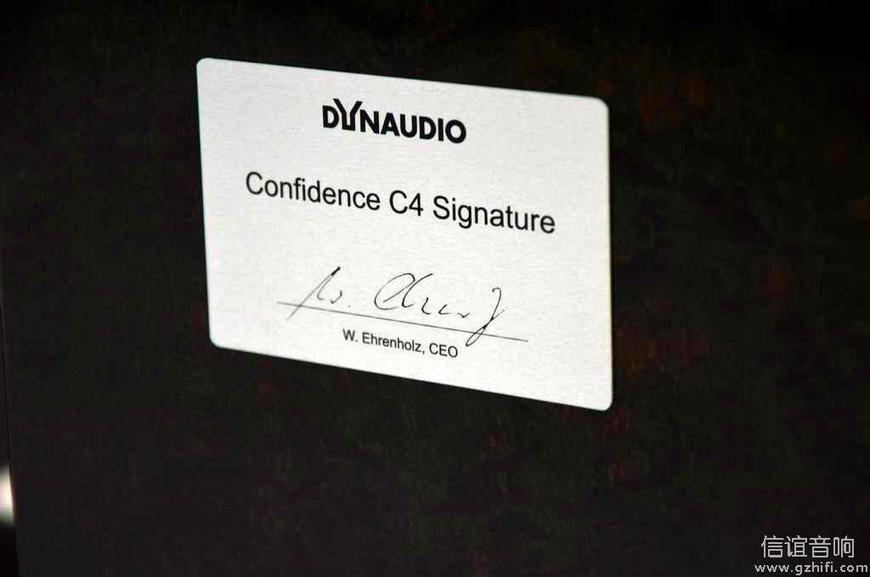 DYNAUDIO
Confidence C4 Signature
W. Ehrenholz, CEO
信谊音响
www.gzhifi.com